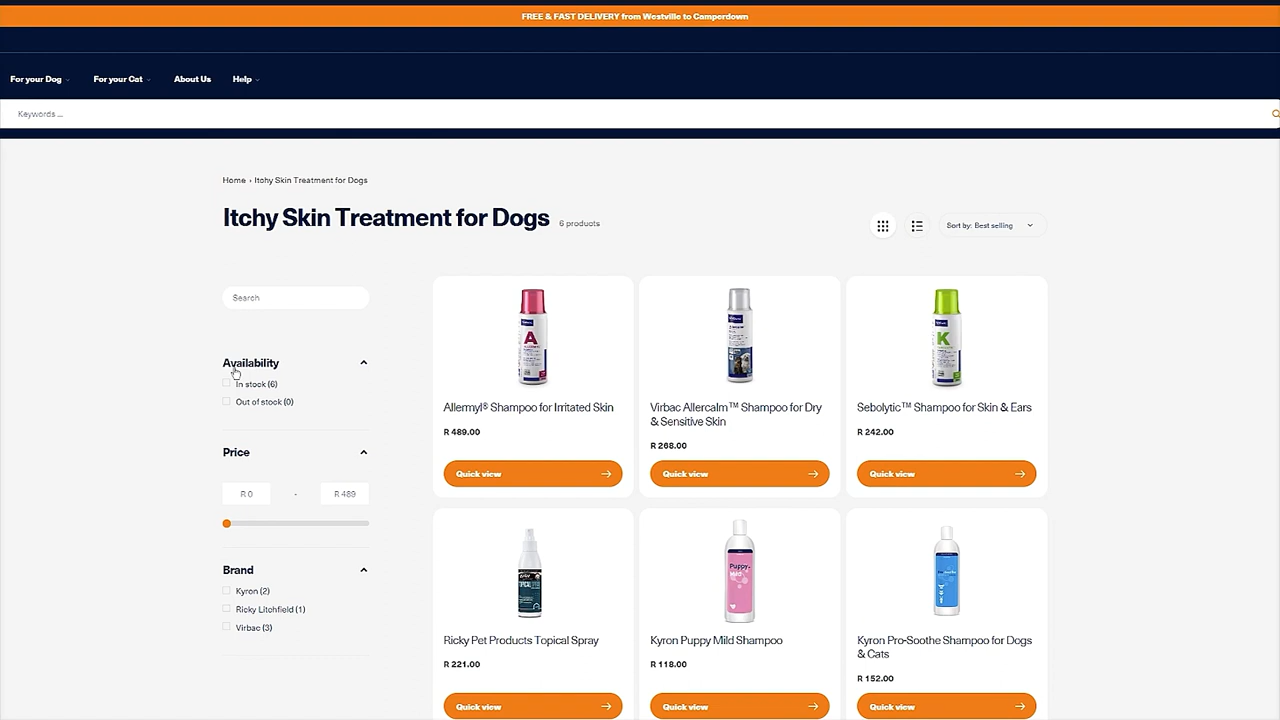 FREE & FAST DELIVERY from Westville to Camperdown
For your Dog
For your Cat
About Us
Help
Keywords ...
Home › Itchy Skin Treatment for Dogs
Itchy Skin Treatment for Dogs
6 products
Sort by: Best selling
Search
Availability
In stock (6)
Out of stock (0)
Price
R 0
-
R 489
Brand
Kyron (2)
Ricky Litchfield (1)
Virbac (3)
A
Allermyl® Shampoo for Irritated Skin
R 489.00
Quick view
Virbac Allercalm™ Shampoo for Dry
& Sensitive Skin
R 268.00
Quick view
K
Sebolytic™ Shampoo for Skin & Ears
R 242.00
Quick view
Ricky Pet Products Topical Spray
R 221.00
Quick view
Puppy-
Mild
Kyron Puppy Mild Shampoo
R 118.00
Quick view
Kyron Pro-Soothe Shampoo for Dogs
& Cats
R 152.00
Quick view